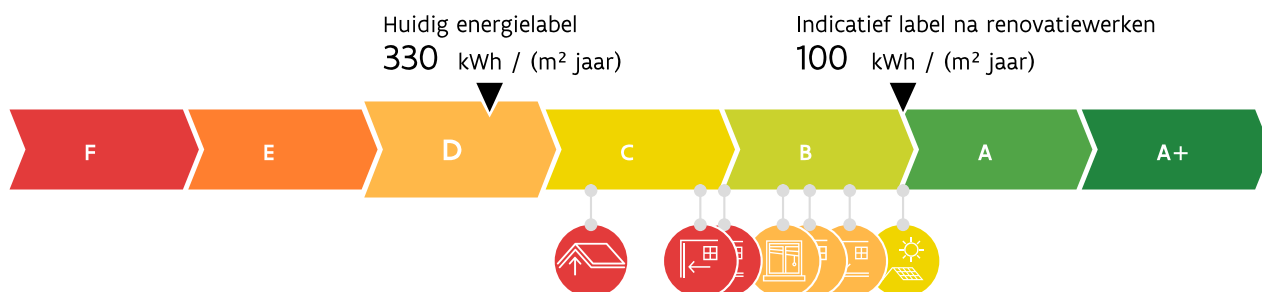 Huidig energielabel
330 kWh / (m² jaar)
Indicatief label na renovatiewerken
100 kWh / (m² jaar)
F
E
D
C
B
A
A+